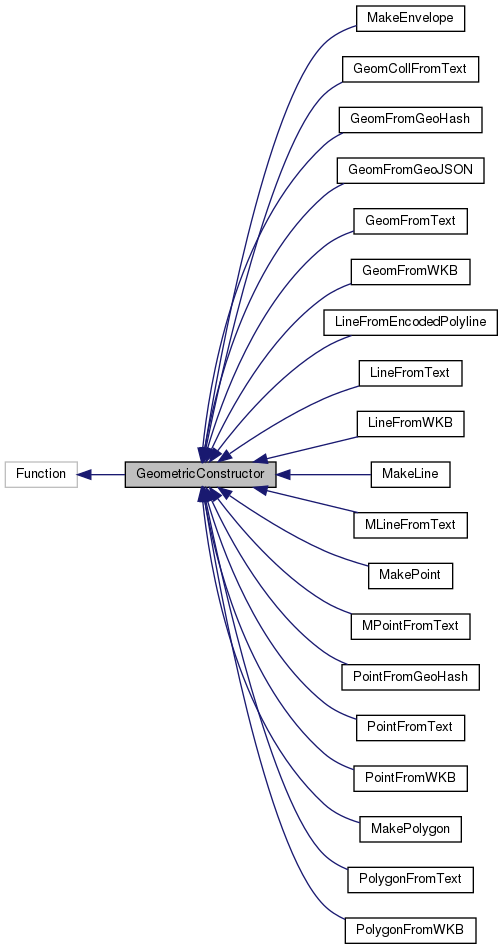 MakeEnvelope
GeomCollFromText
GeomFromGeoHash
GeomFromGeoJSON
GeomFromText
GeomFromWKB
LineFromEncodedPolyline
LineFromText
LineFromWKB
Function
GeometricConstructor
MakeLine
MLineFromText
MakePoint
MPointFromText
PointFromGeoHash
PointFromText
PointFromWKB
MakePolygon
PolygonFromText
PolygonFromWKB